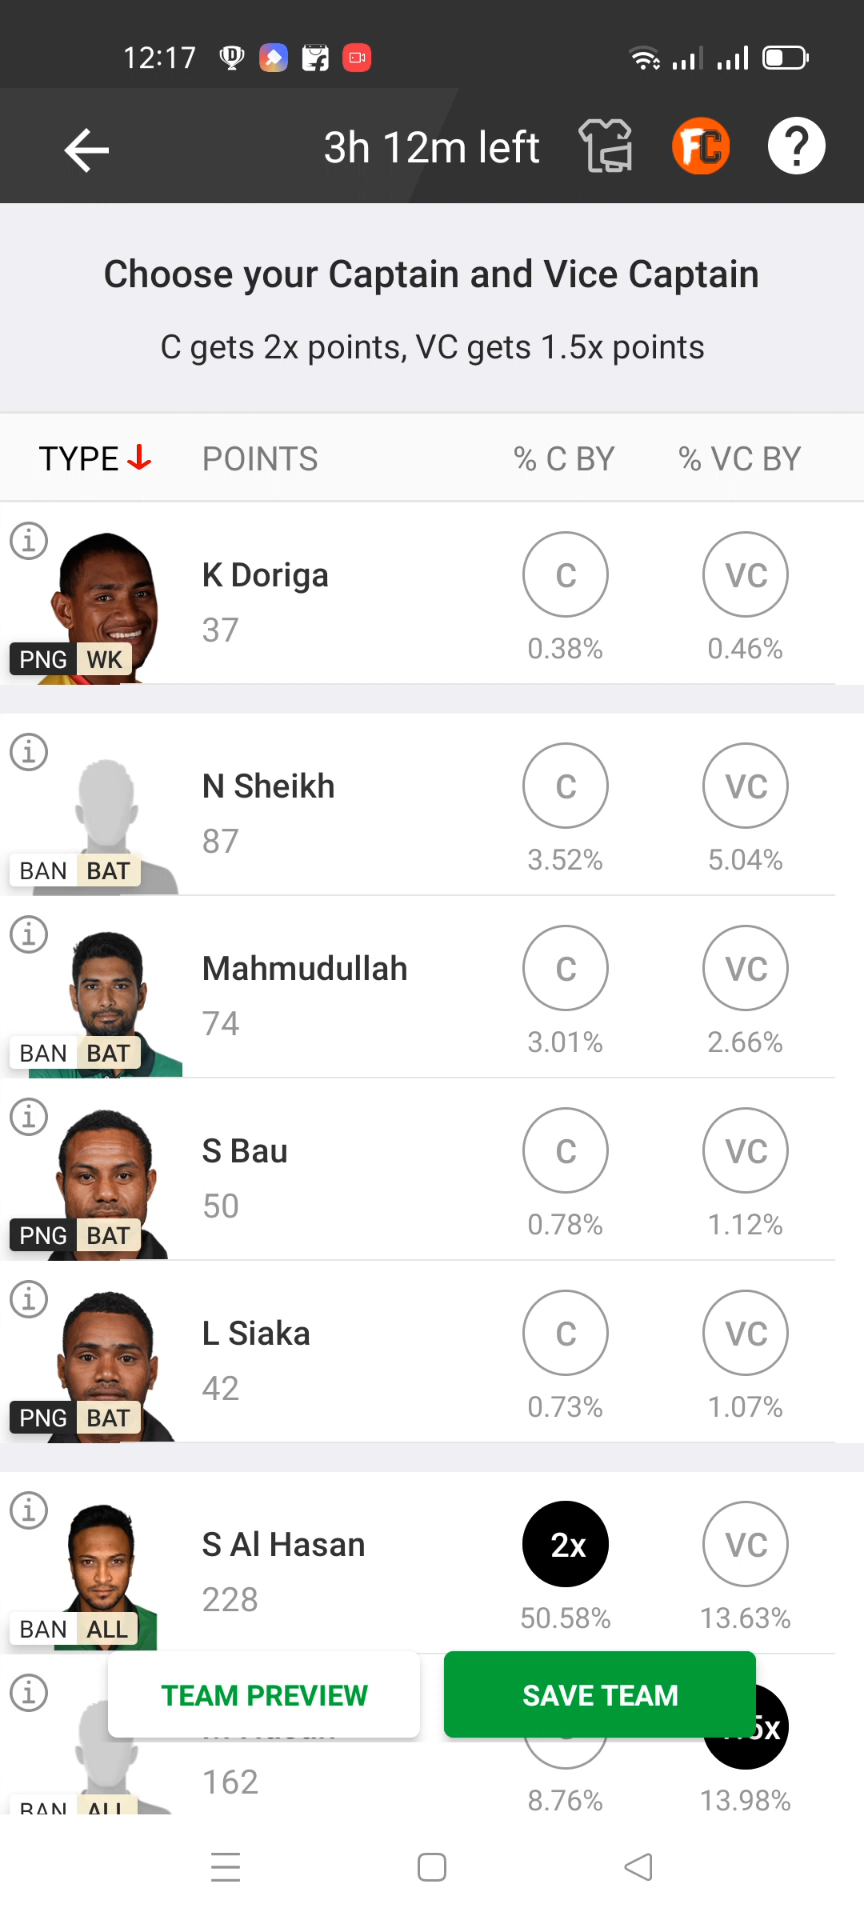 12:17
3h 12m left
FC
?
Choose your Captain and Vice Captain
C gets 2x points, VC gets 1.5x points
TYPE POINTS % C BY % VC BY
K Doriga
37
C
VC
0.38%
0.46%
PNG WK
N Sheikh
87
C
VC
3.52%
5.04%
BAN BAT
Mahmudullah
74
C
VC
3.01%
2.66%
BAN BAT
S Bau
50
C
VC
0.78%
1.12%
PNG BAT
L Siaka
42
C
VC
0.73%
1.07%
PNG BAT
S Al Hasan
228
2x
VC
50.58%
13.63%
BAN ALL
TEAM PREVIEW
SAVE TEAM
162
8.76%
13.98%
BAN ALL